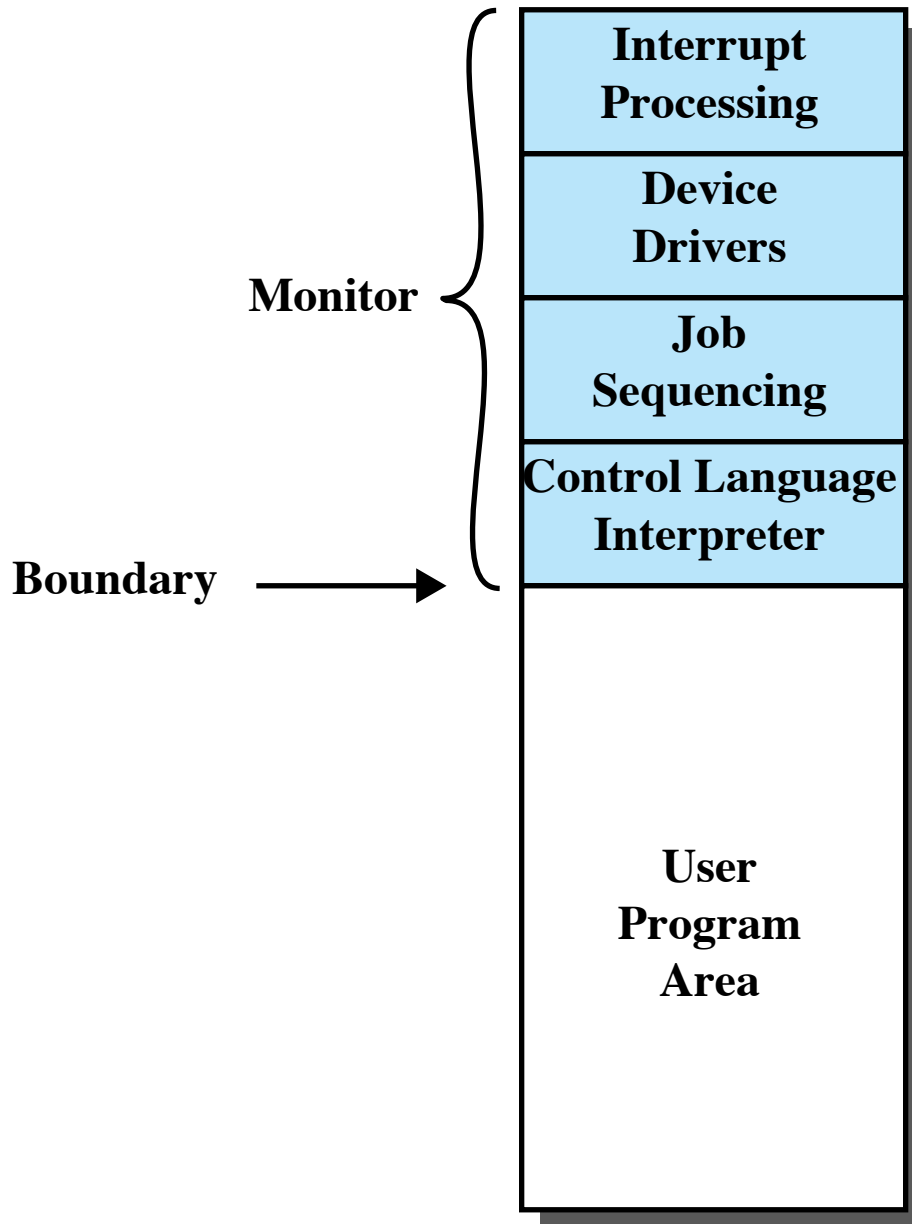 Interrupt
Processing
Device
Drivers
Monitor
Job
Sequencing
Control Language
Interpreter
Boundary
User
Program
Area